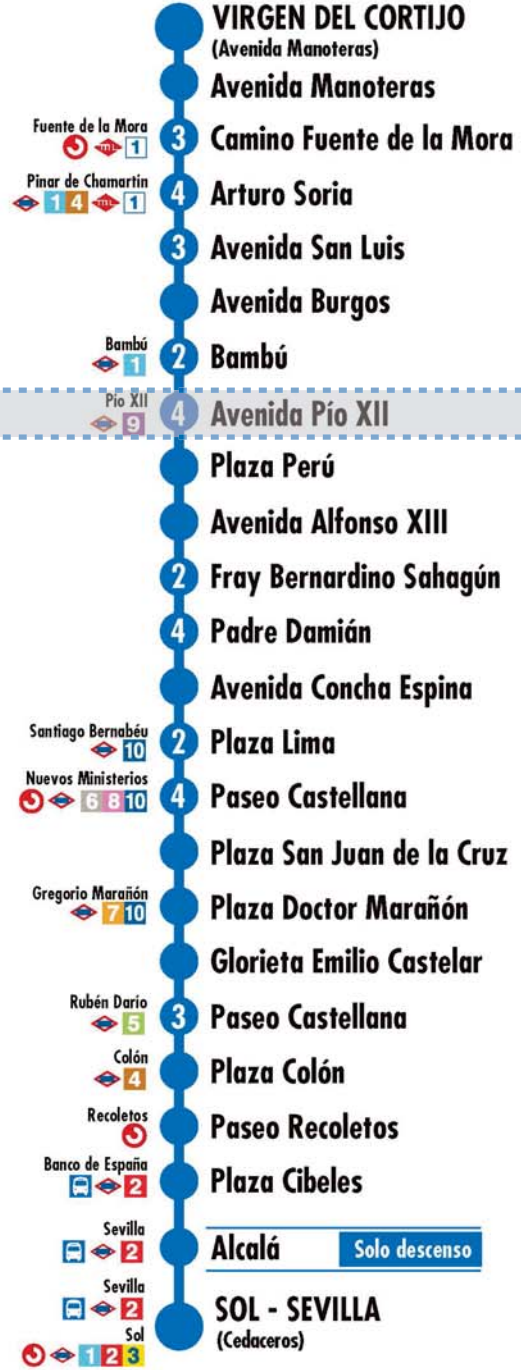 VIRGEN DEL CORTIJO
(Avenida Manoteras)
Avenida Manoteras
Fuente de la Mora
ML 1
3 Camino Fuente de la Mora
Pinar de Chamartín
1 4 ML 1
4 Arturo Soria
3 Avenida San Luis
Avenida Burgos
Bambú
1
2 Bambú
Pío XII
9
4 Avenida Pío XII
Plaza Perú
Avenida Alfonso XIII
2 Fray Bernardino Sahagún
4 Padre Damián
Avenida Concha Espina
Santiago Bernabéu
10
2 Plaza Lima
Nuevos Ministerios
6 8 10
4 Paseo Castellana
Plaza San Juan de la Cruz
Gregorio Marañón
7 10
Plaza Doctor Marañón
Glorieta Emilio Castelar
Rubén Darío
5
3 Paseo Castellana
Colón
4
Plaza Colón
Recoletos
Paseo Recoletos
Banco de España
2
Plaza Cibeles
Sevilla
2
Alcalá Solo descenso
Sevilla
2
SOL - SEVILLA
(Cedaceros)
Sol
1 2 3